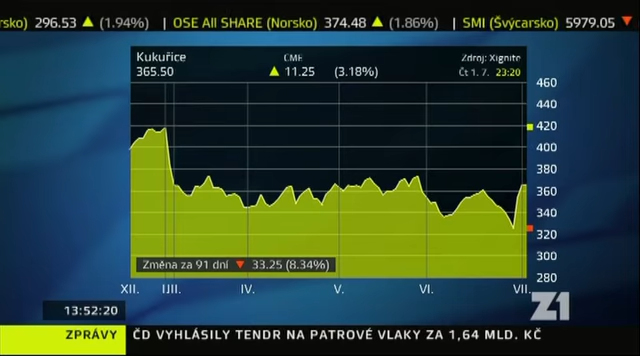 rsko) 296.53 ▲ (1.94%) | OSE All SHARE (Norsko) 374.48 ▲ (1.86%) | SMI (Švýcarsko) 5979.05 ▼
Kukuřice CME Zdroj: Xignite
365.50 ▲ 11.25 (3.18%) Čt 1. 7. 23:20
460
440
420
400
380
360
340
320
300
280
Změna za 91 dní ▼ 33.25 (8.34%)
XII. I.II. IV. V. VI. VII.
13:52:20 Z1
ZPRÁVY ČD VYHLÁSILY TENDR NA PATROVÉ VLAKY ZA 1,64 MLD. KČ